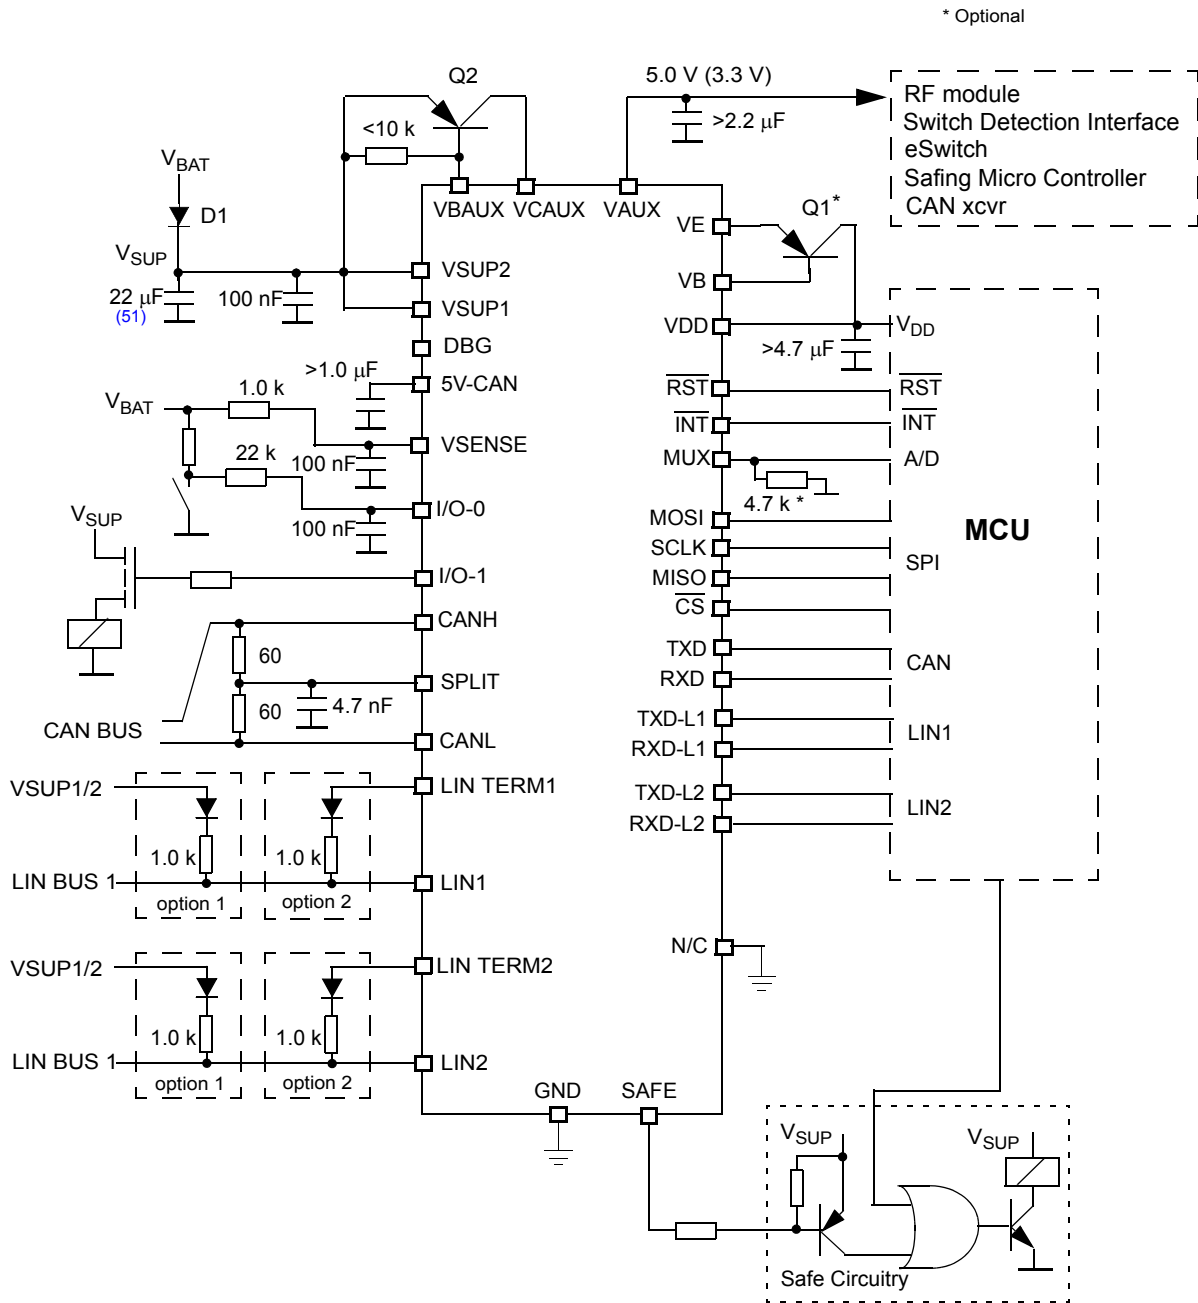 * Optional
Q2
5.0 V (3.3 V)
<10 k
>2.2 µF
RF module
Switch Detection Interface
eSwitch
Safing Micro Controller
CAN xcvr
VBAT
D1
VSUP
22 µF
(51)
100 nF
VBAUX
VCAUX
VAUX
VSUP2
VSUP1
DBG
>1.0 µF
5V-CAN
VBAT
1.0 k
VSENSE
100 nF
22 k
I/O-0
100 nF
VSUP
I/O-1
CANH
60
SPLIT
60
4.7 nF
CAN BUS
CANL
VSUP1/2
LIN TERM1
1.0 k
1.0 k
LIN BUS 1
LIN1
option 1
option 2
VSUP1/2
LIN TERM2
1.0 k
1.0 k
LIN BUS 1
LIN2
option 1
option 2
GND
SAFE
VE
Q1*
VB
VDD
VDD
>4.7 µF
RST
RST
INT
INT
MUX
A/D
4.7 k *
MOSI
SCLK
MISO
CS
SPI
MCU
TXD
RXD
CAN
TXD-L1
RXD-L1
LIN1
TXD-L2
RXD-L2
LIN2
N/C
VSUP
VSUP
Safe Circuitry